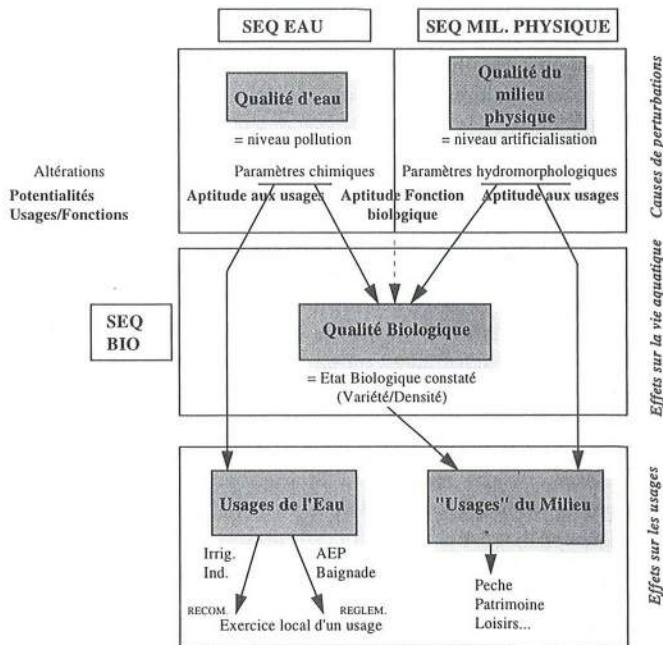 SEQ EAU
SEQ MIL. PHYSIQUE
Qualité d'eau
= niveau pollution
Qualité du
milieu
physique
= niveau artificialisation
Causes de perturbations
Altérations
Paramètres chimiques
Paramètres hydromorphologiques
Potentialités
Usages/Fonctions
Aptitude aux usages
Aptitude Fonction
biologique
Aptitude aux usages
SEQ
BIO
Qualité Biologique
= Etat Biologique constaté
(Variété/Densité)
Effets sur la vie aquatique
Usages de l'Eau
"Usages" du Milieu
Irrig.
Ind.
AEP
Baignade
RECOM.
REGLEM.
Exercice local d'un usage
Peche
Patrimoine
Loisirs...
Effets sur les usages